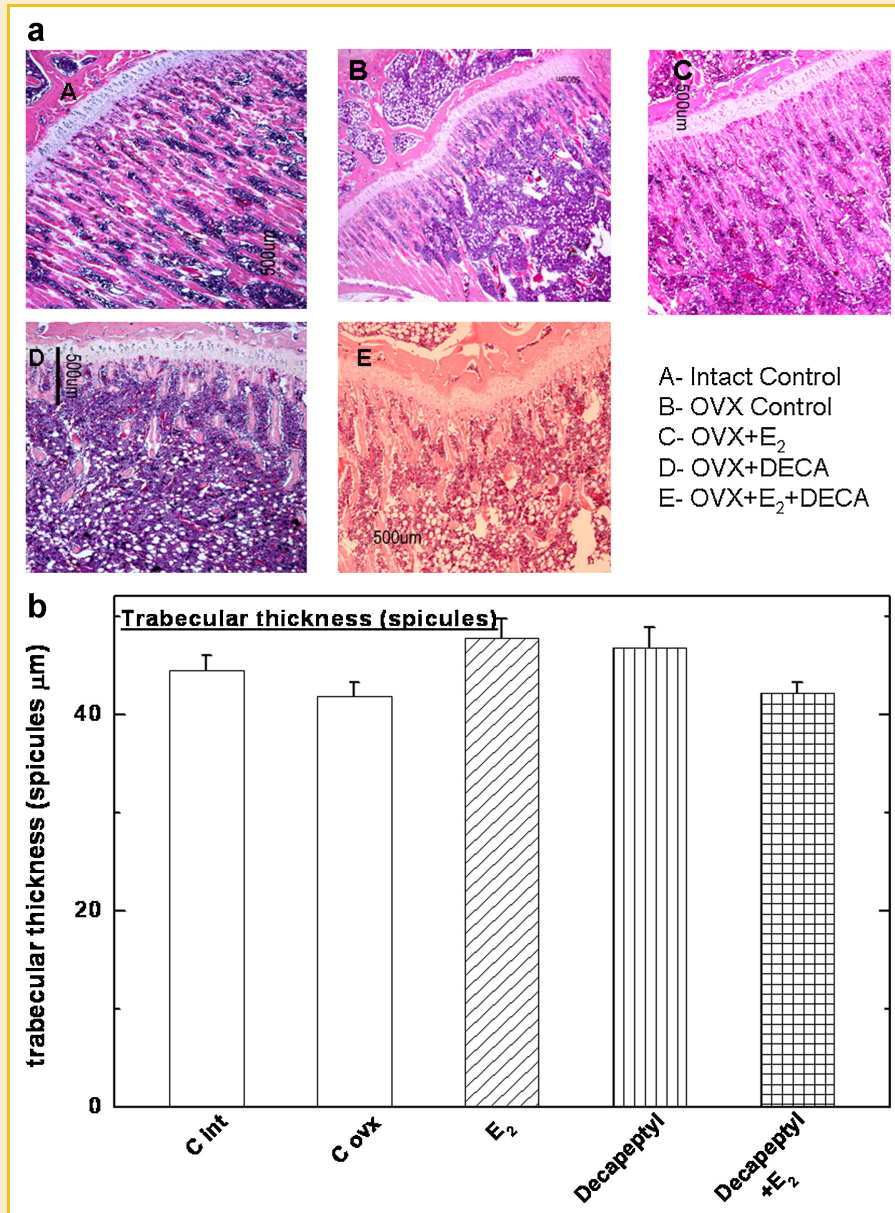 a
A
500um
B
500um
C
500um
D
500um
E
500um
A- Intact Control
B- OVX Control
C- OVX+E₂
D- OVX+DECA
E- OVX+E₂+DECA
b
Trabecular thickness (spicules)
trabecular thickness (spicules μm)
40
20
0
C int
C ovx
E₂
Decapeptyl
Decapeptyl
+E₂